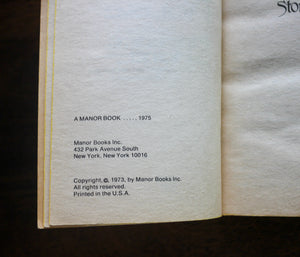 A MANOR BOOK ..... 1975
Manor Books Inc.
432 Park Avenue South
New York, New York 10016
Copyright, ©, 1973, by Manor Books Inc.
All rights reserved.
Printed in the U.S.A.